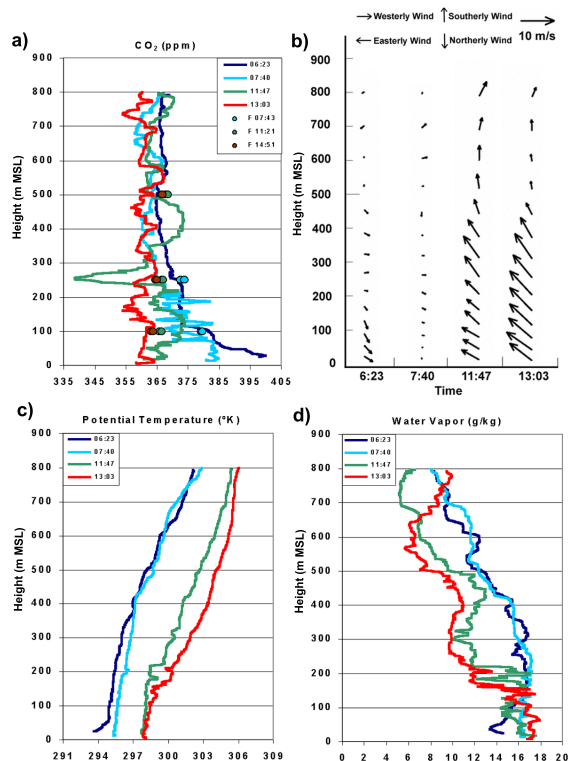 a)
CO2 (ppm)
900
800
700
600
500
400
300
200
100
0
Height (m MSL)
335 345 355 365 375 385 395 405
06:23
07:40
11:47
13:03
F 07:43
F 11:21
F 14:51
b)
Westerly Wind Southerly Wind
Easterly Wind Northerly Wind
10 m/s
900
800
700
600
500
400
300
200
100
0
Height (m MSL)
6:23 7:40 11:47 13:03
Time
c)
Potential Temperature (ºK)
900
800
700
600
500
400
300
200
100
0
Height (m MSL)
291 294 297 300 303 306 309
06:23
07:40
11:47
13:03
d)
Water Vapor (g/kg)
900
800
700
600
500
400
300
200
100
0
Height (m MSL)
0 2 4 6 8 10 12 14 16 18 20
06:23
07:40
11:47
13:03